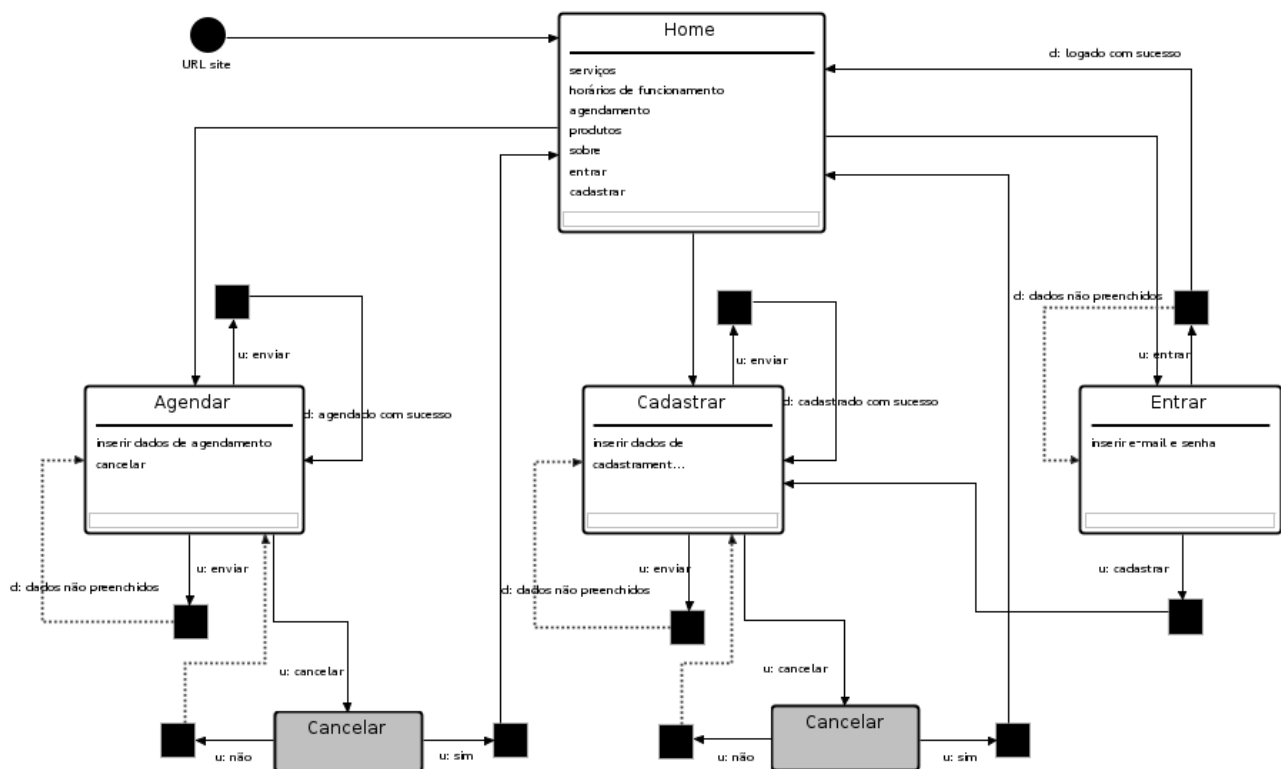 Home
URL site
serviços
horários de funcionamento
agendamento
produtos
sobre
entrar
cadastrar
d: logado com sucesso
d: dados não preenchidos
u: enviar
u: enviar
u: entrar
Agendar
inserir dados de agendamento
cancelar
d: agendado com sucesso
Cadastrar
inserir dados de
cadastrament...
d: cadastrado com sucesso
Entrar
inserir e-mail e senha
u: enviar
d: dados não preenchidos
u: enviar
d: dados não preenchidos
u: cadastrar
u: cancelar
u: cancelar
Cancelar
u: não
u: sim
Cancelar
u: não
u: sim